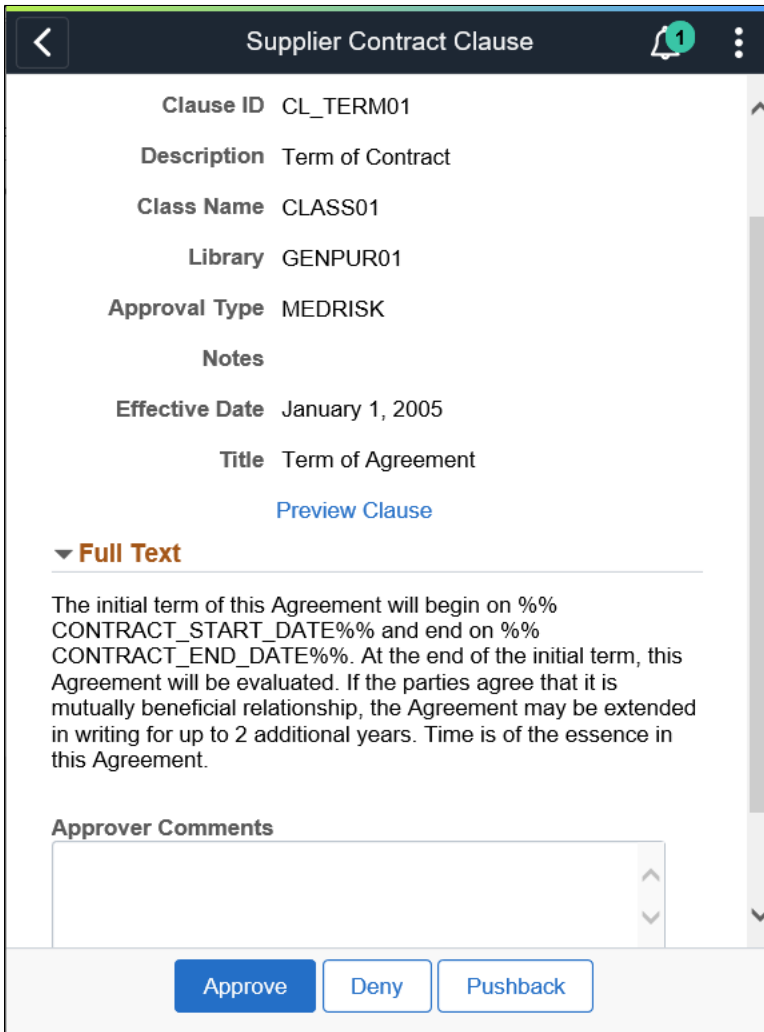 Supplier Contract Clause
1
Clause ID CL_TERM01
Description Term of Contract
Class Name CLASS01
Library GENPUR01
Approval Type MEDRISK
Notes
Effective Date January 1, 2005
Title Term of Agreement
Preview Clause
Full Text
The initial term of this Agreement will begin on %%
CONTRACT_START_DATE%% and end on %%
CONTRACT_END_DATE%%. At the end of the initial term, this
Agreement will be evaluated. If the parties agree that it is
mutually beneficial relationship, the Agreement may be extended
in writing for up to 2 additional years. Time is of the essence in
this Agreement.
Approver Comments
Approve Deny Pushback